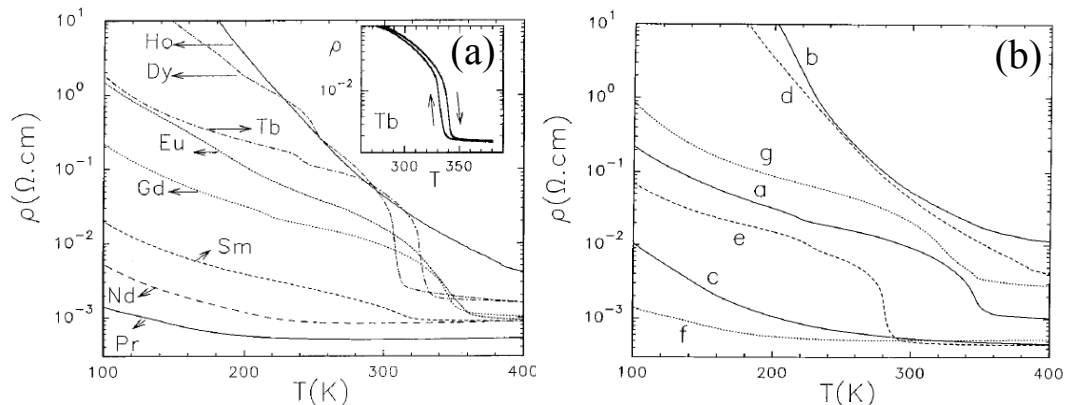 10¹
10⁰
10⁻¹
10⁻²
10⁻³
ρ(Ω.cm)
100
200
300
400
T(K)
Ho
Dy
Tb
Eu
Gd
Sm
Nd
Pr
(a)
ρ
10⁻²
Tb
300
350
T
10¹
10⁰
10⁻¹
10⁻²
10⁻³
ρ(Ω.cm)
100
200
300
400
T(K)
(b)
b
d
g
a
e
c
f